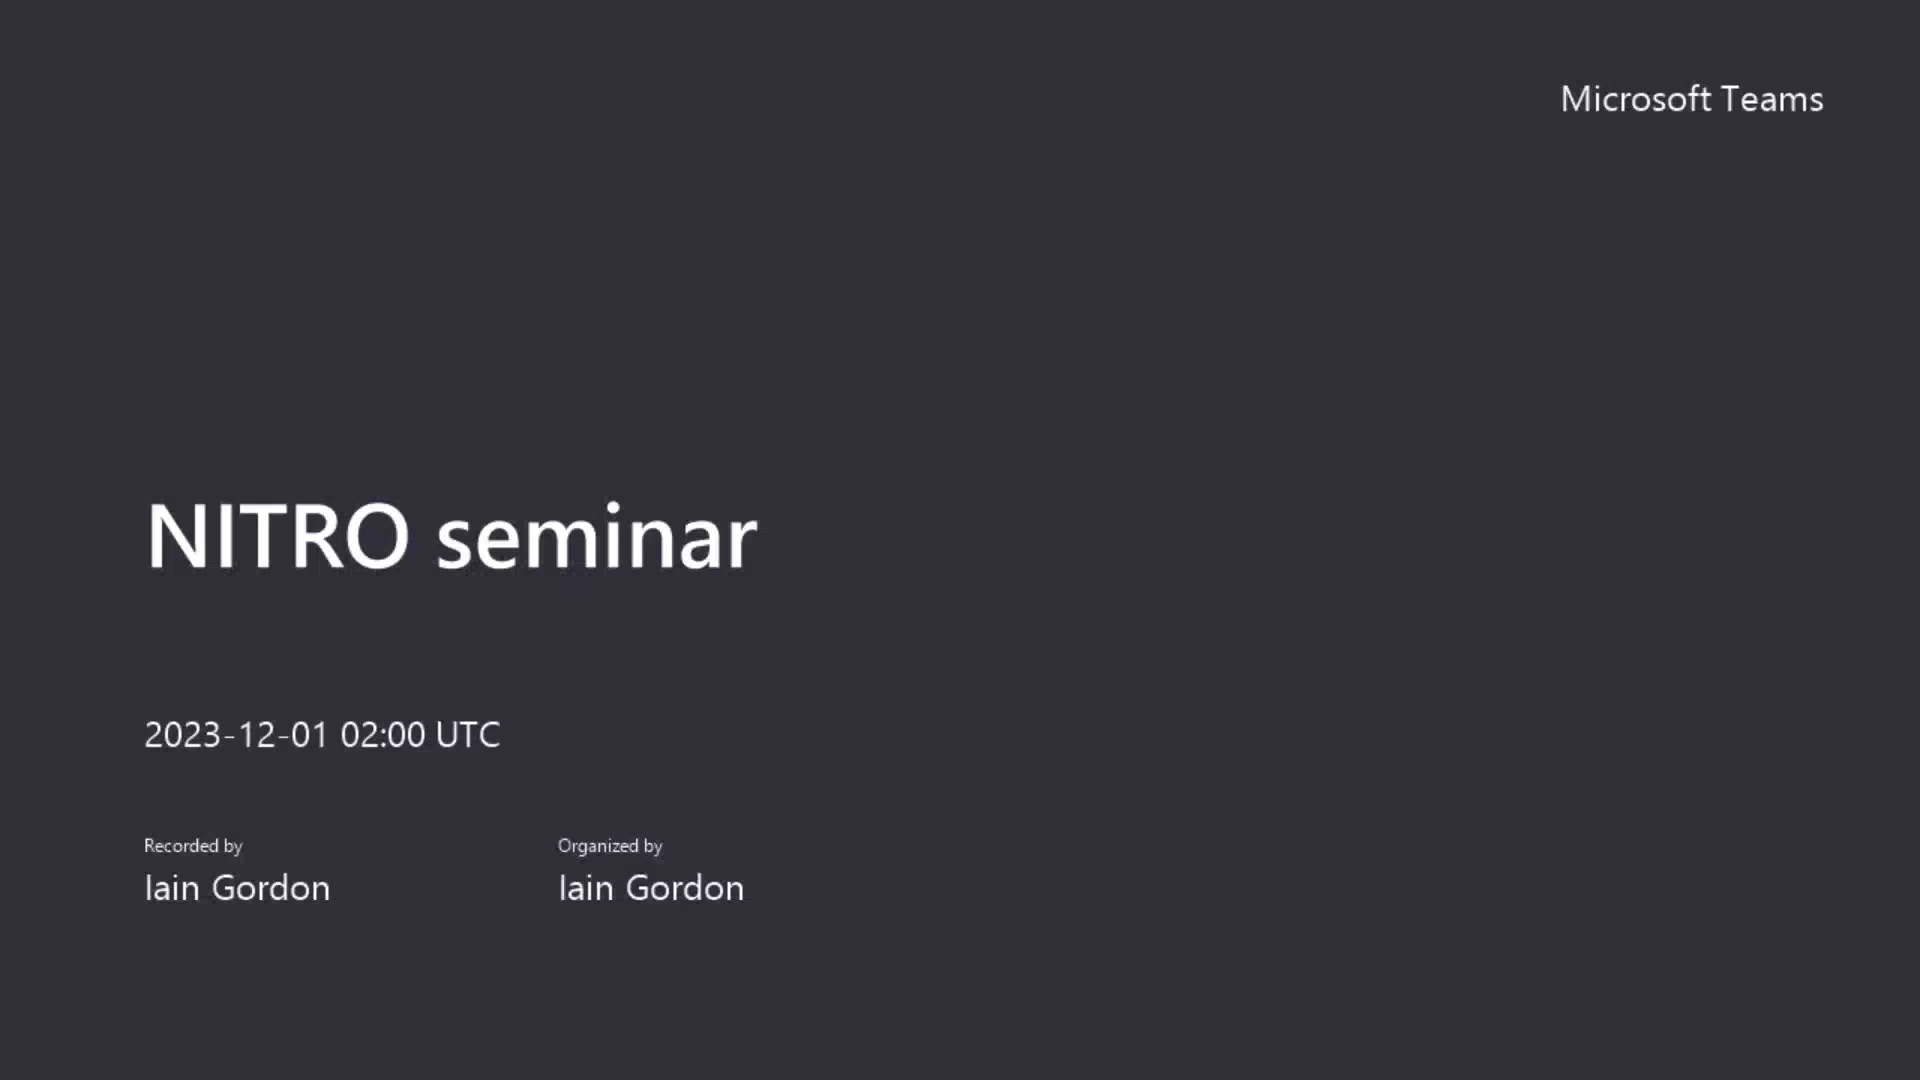 Microsoft Teams
NITRO seminar
2023-12-01 02:00 UTC
Recorded by
Iain Gordon
Organized by
Iain Gordon